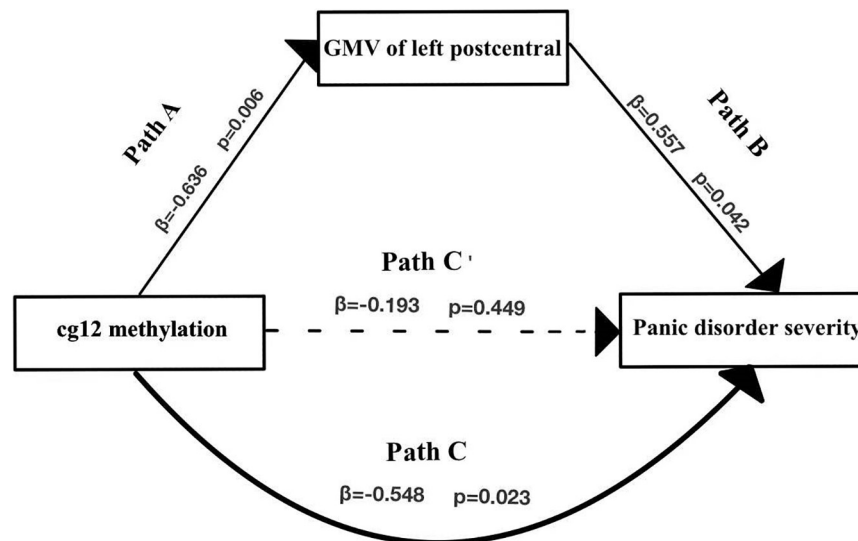 GMV of left postcentral
Path A
β=-0.636 p=0.006
Path B
β=0.557 p=0.042
Path C'
β=-0.193 p=0.449
cg12 methylation
Panic disorder severity
Path C
β=-0.548 p=0.023